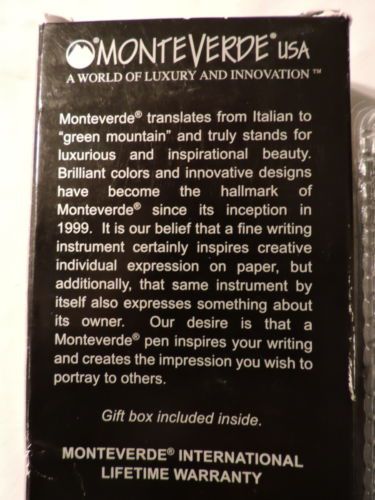 MONTEVERDE® USA
A WORLD OF LUXURY AND INNOVATION™
Monteverde® translates from Italian to
"green mountain" and truly stands for
luxurious and inspirational beauty.
Brilliant colors and innovative designs
have become the hallmark of
Monteverde® since its inception in
1999. It is our belief that a fine writing
instrument certainly inspires creative
individual expression on paper, but
additionally, that same instrument by
itself also expresses something about
its owner. Our desire is that a
Monteverde® pen inspires your writing
and creates the impression you wish to
portray to others.
Gift box included inside.
MONTEVERDE® INTERNATIONAL
LIFETIME WARRANTY